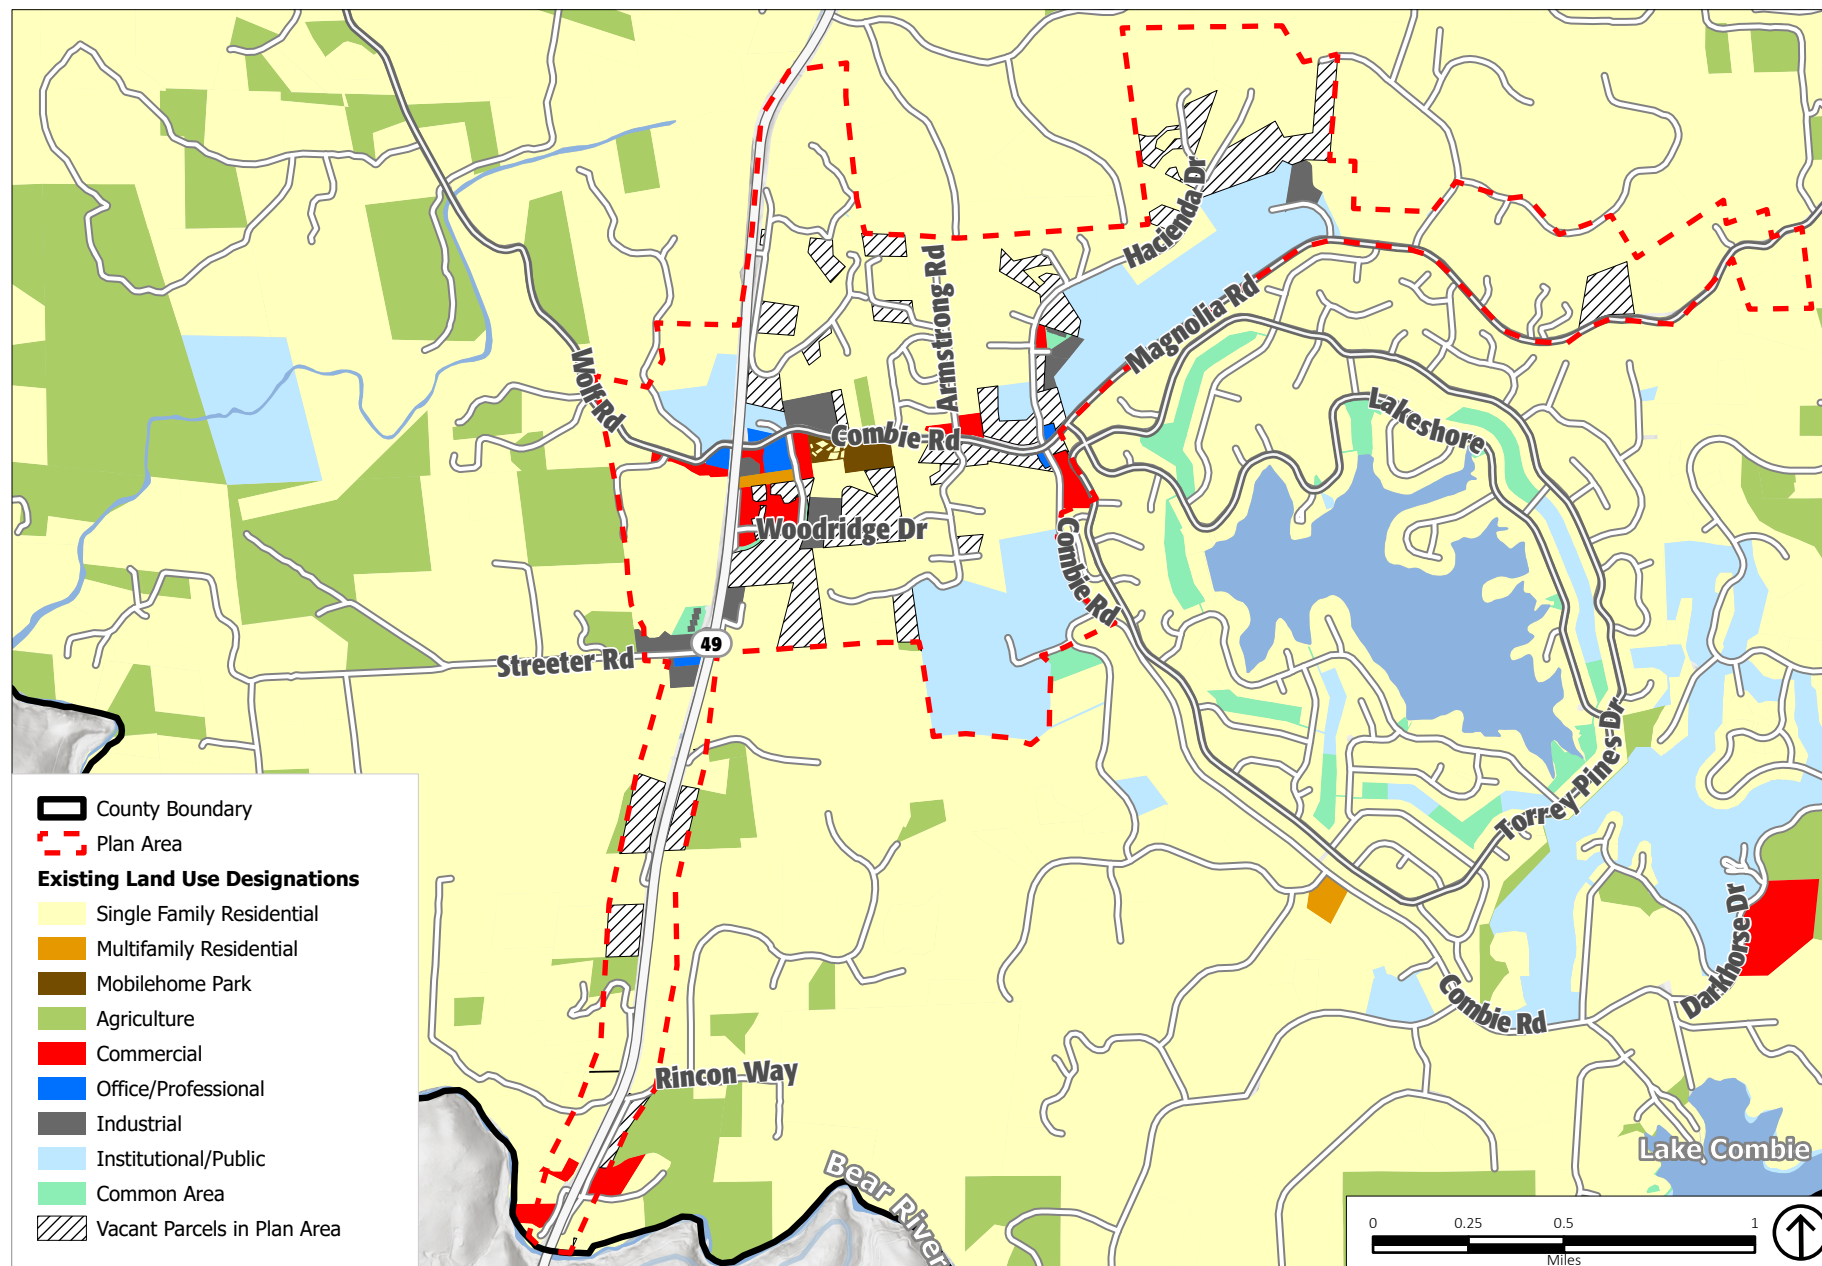 Hacienda Dr
Armstrong Rd
Magnolia Rd
Wolf Rd
Lakeshore
Combie Rd
Woodridge Dr
Combie Rd
49
Streeter Rd
Torrey Pines Dr
Darkhorse Dr
Combie Rd
Rincon Way
Lake Combie
Bear River
County Boundary
Plan Area
Existing Land Use Designations
Single Family Residential
Multifamily Residential
Mobilehome Park
Agriculture
Commercial
Office/Professional
Industrial
Institutional/Public
Common Area
Vacant Parcels in Plan Area
0 0.25 0.5 1
Miles